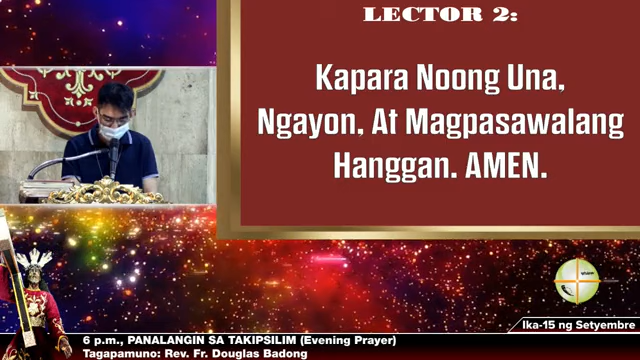 LECTOR 2:
Kapara Noong Una,
Ngayon, At Magpasawalang
Hanggan. AMEN.
Ika-15 ng Setyembre
6 p.m., PANALANGIN SA TAKIPSILIM (Evening Prayer)
Tagapamuno: Rev. Fr. Douglas Badong